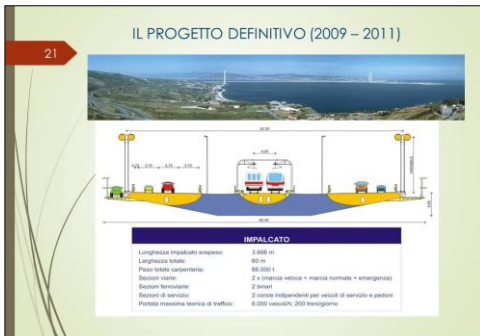 IL PROGETTO DEFINITIVO (2009 – 2011)
21
IMPALCATO
Lunghezza impalcato sospeso: 3.666 m
Larghezza totale: 60 m
Peso totale carpenteria: 66.500 t
Sezioni viarie: 2 x (marcia veloce + marcia normale + emergenza)
Sezioni ferroviarie: 2 binari
Sezioni di servizio: 2 corsie indipendenti per veicoli di servizio e pedoni
Portata massima teorica di traffico: 6.000 veicoli/h; 200 treni/giorno